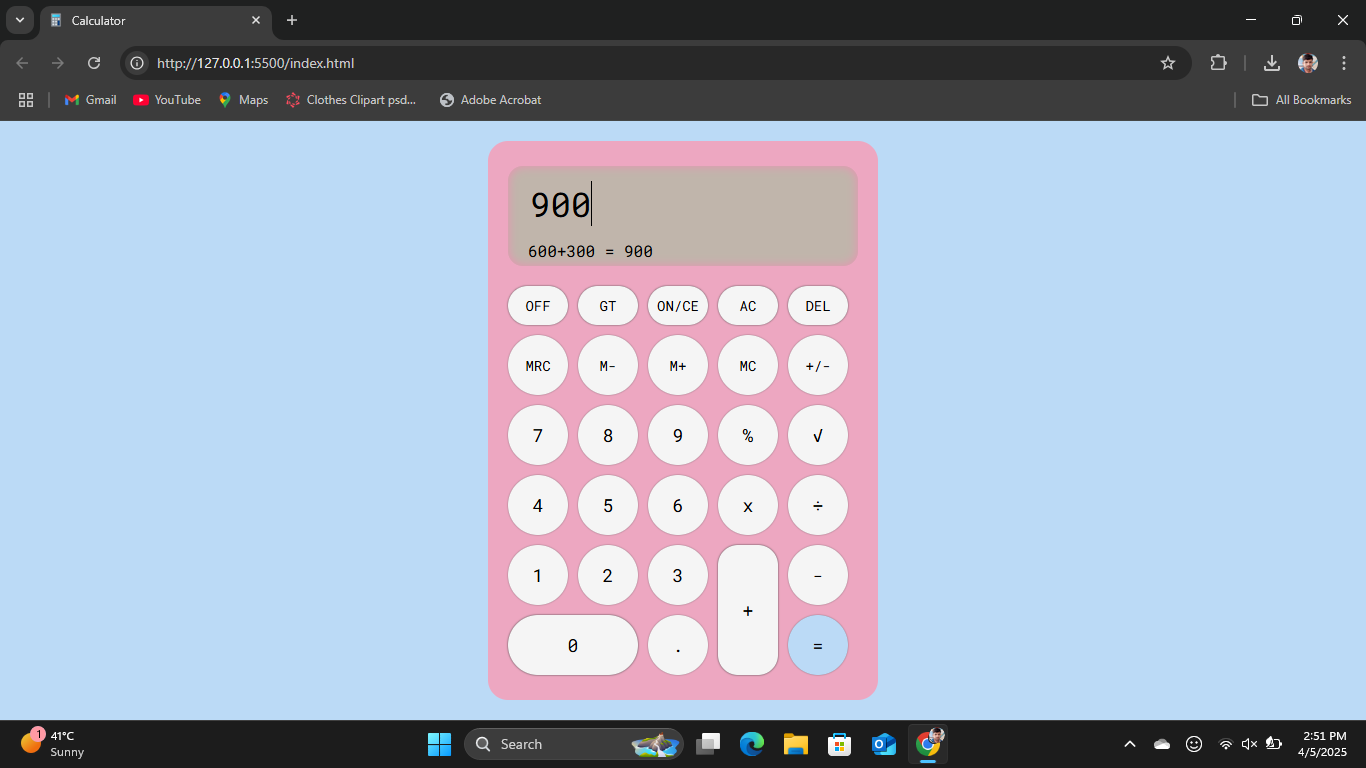 Calculator
http://127.0.0.1:5500/index.html
Gmail YouTube Maps Clothes Clipart psd... Adobe Acrobat All Bookmarks
900
600+300 = 900
OFF GT ON/CE AC DEL
MRC M- M+ MC +/-
7 8 9 % √
4 5 6 x ÷
1 2 3 + -
0 . =
1
41°C
Sunny
Search
2:51 PM
4/5/2025